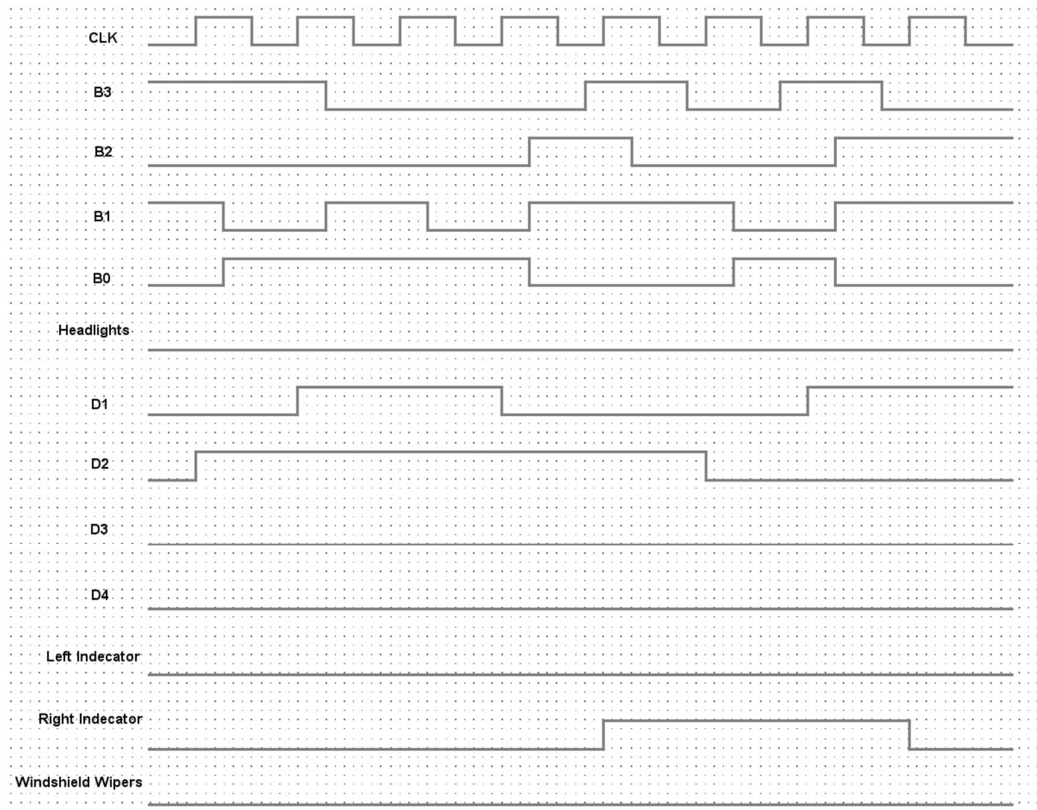 CLK
B3
B2
B1
B0
Headlights
D1
D2
D3
D4
Left Indecator
Right Indecator
Windshield Wipers